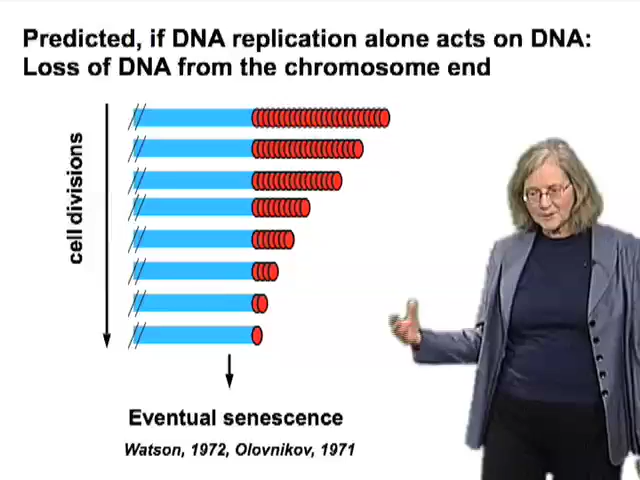 Predicted, if DNA replication alone acts on DNA:
Loss of DNA from the chromosome end
cell divisions
Eventual senescence
Watson, 1972, Olovnikov, 1971